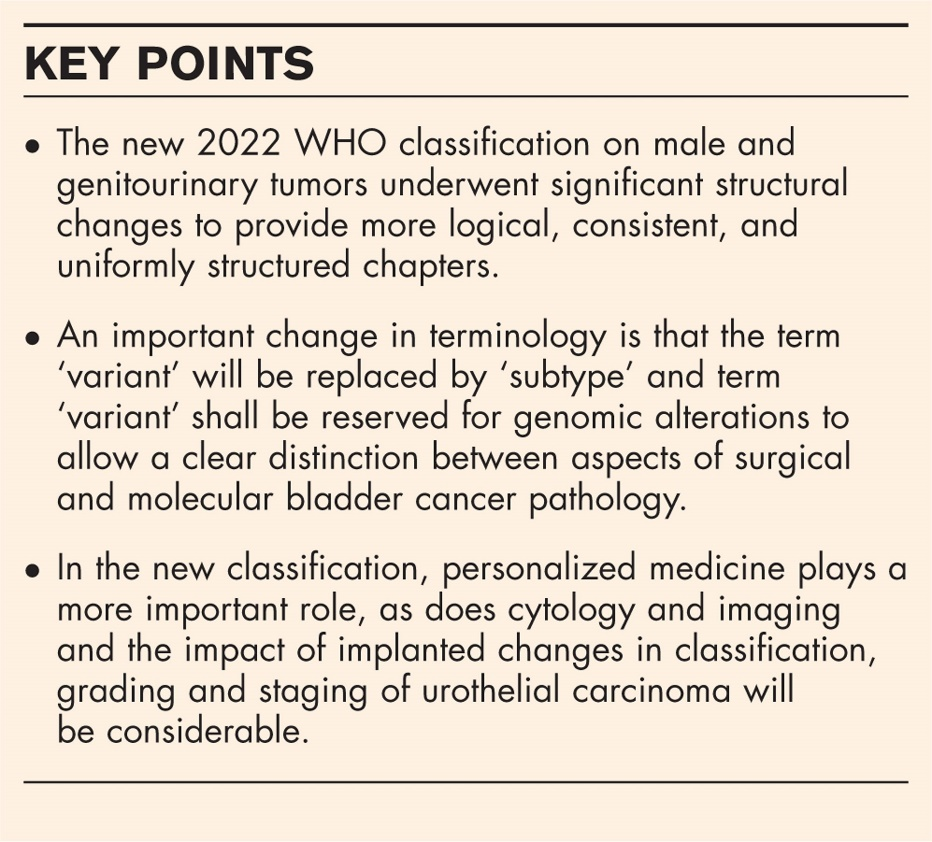 KEY POINTS
• The new 2022 WHO classification on male and
genitourinary tumors underwent significant structural
changes to provide more logical, consistent, and
uniformly structured chapters.
• An important change in terminology is that the term
‘variant’ will be replaced by ‘subtype’ and term
‘variant’ shall be reserved for genomic alterations to
allow a clear distinction between aspects of surgical
and molecular bladder cancer pathology.
• In the new classification, personalized medicine plays a
more important role, as does cytology and imaging
and the impact of implanted changes in classification,
grading and staging of urothelial carcinoma will
be considerable.